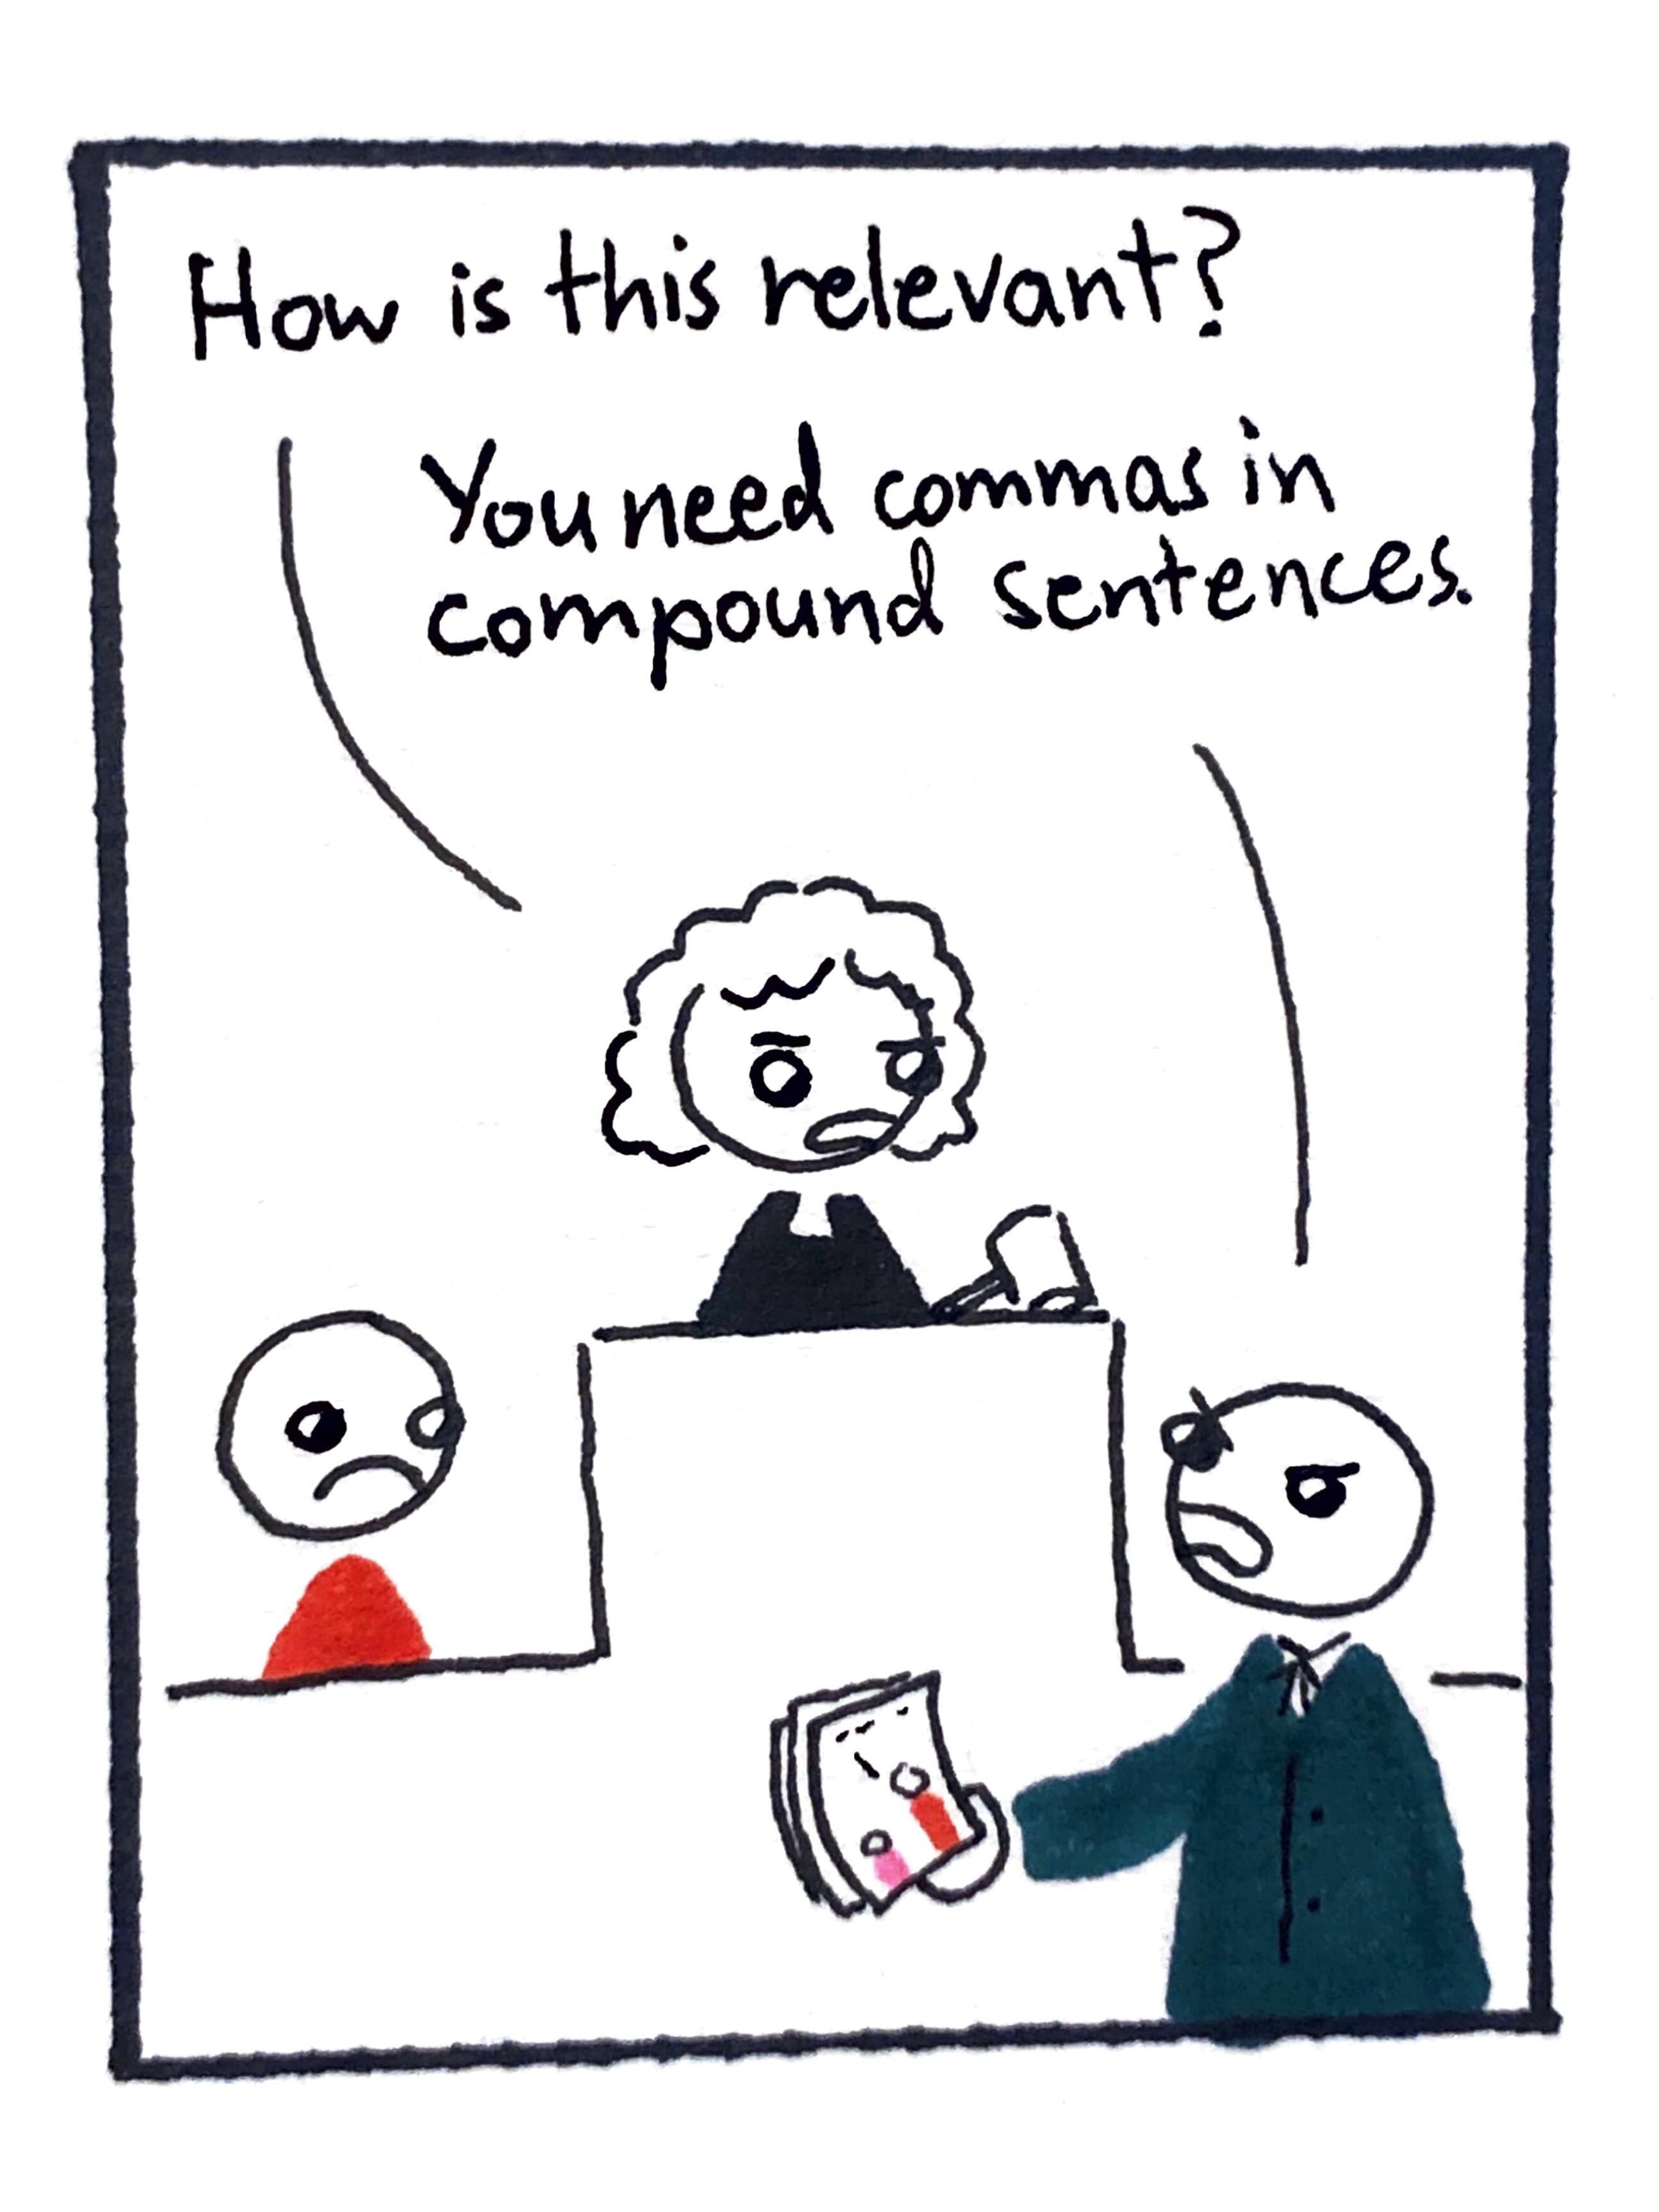 How is this relevant?
You need commas in
compound sentences.